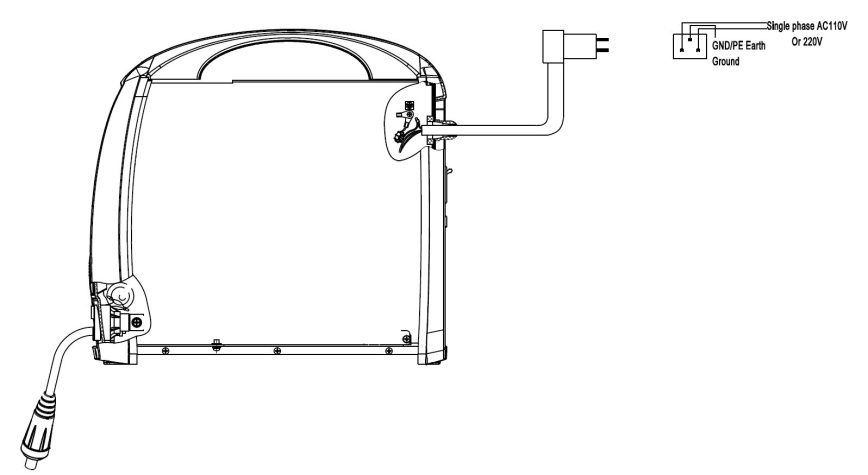 Single phase AC110V
Or 220V
GND/PE Earth
Ground